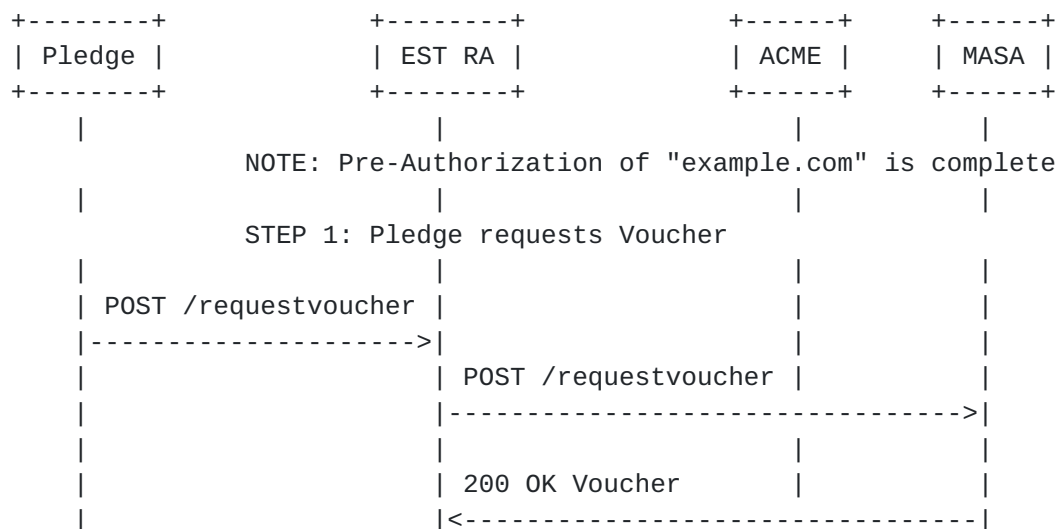 Pledge EST RA ACME MASA
NOTE: Pre-Authorization of "example.com" is complete
STEP 1: Pledge requests Voucher
POST /requestvoucher
POST /requestvoucher
200 OK Voucher